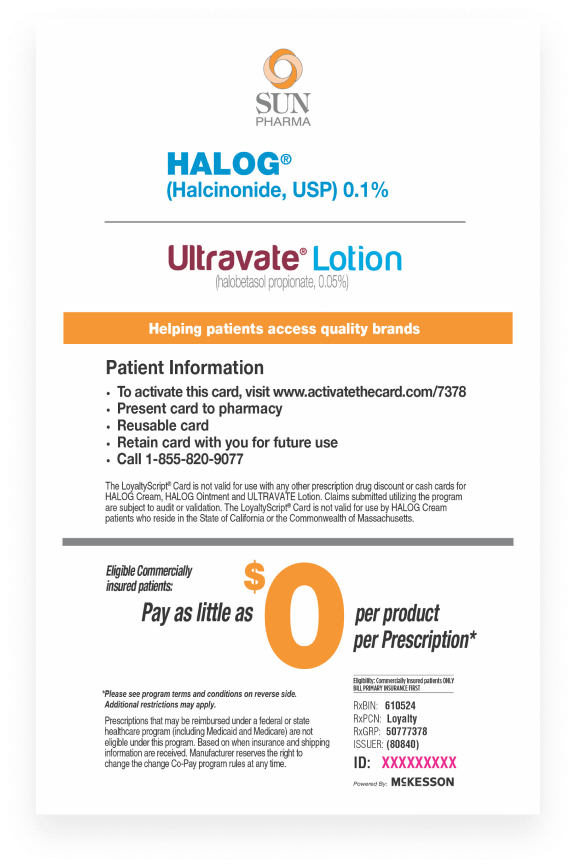 SUN
PHARMA
HALOG®
(Halcinonide, USP) 0.1%
Ultravate® Lotion
(halobetasol propionate, 0.05%)
Helping patients access quality brands
Patient Information
• To activate this card, visit www.activatethecard.com/7378
• Present card to pharmacy
• Reusable card
• Retain card with you for future use
• Call 1-855-820-9077
The LoyaltyScript® Card is not valid for use with any other prescription drug discount or cash cards for
HALOG Cream, HALOG Ointment and ULTRAVATE Lotion. Claims submitted utilizing the program
are subject to audit or validation. The LoyaltyScript® Card is not valid for use by HALOG Cream
patients who reside in the State of California or the Commonwealth of Massachusetts.
Eligible Commercially
insured patients:
Pay as little as $0 per product
per Prescription*
*Please see program terms and conditions on reverse side.
Additional restrictions may apply.
Prescriptions that may be reimbursed under a federal or state
healthcare program (including Medicaid and Medicare) are not
eligible under this program. Based on when insurance and shipping
information are received. Manufacturer reserves the right to
change the change Co-Pay program rules at any time.
Eligibility: Commercially Insured patients ONLY
BILL PRIMARY INSURANCE FIRST
RxBIN: 610524
RxPCN: Loyalty
RxGRP: 50777378
ISSUER: (80840)
ID: XXXXXXXXX
Powered By: McKESSON